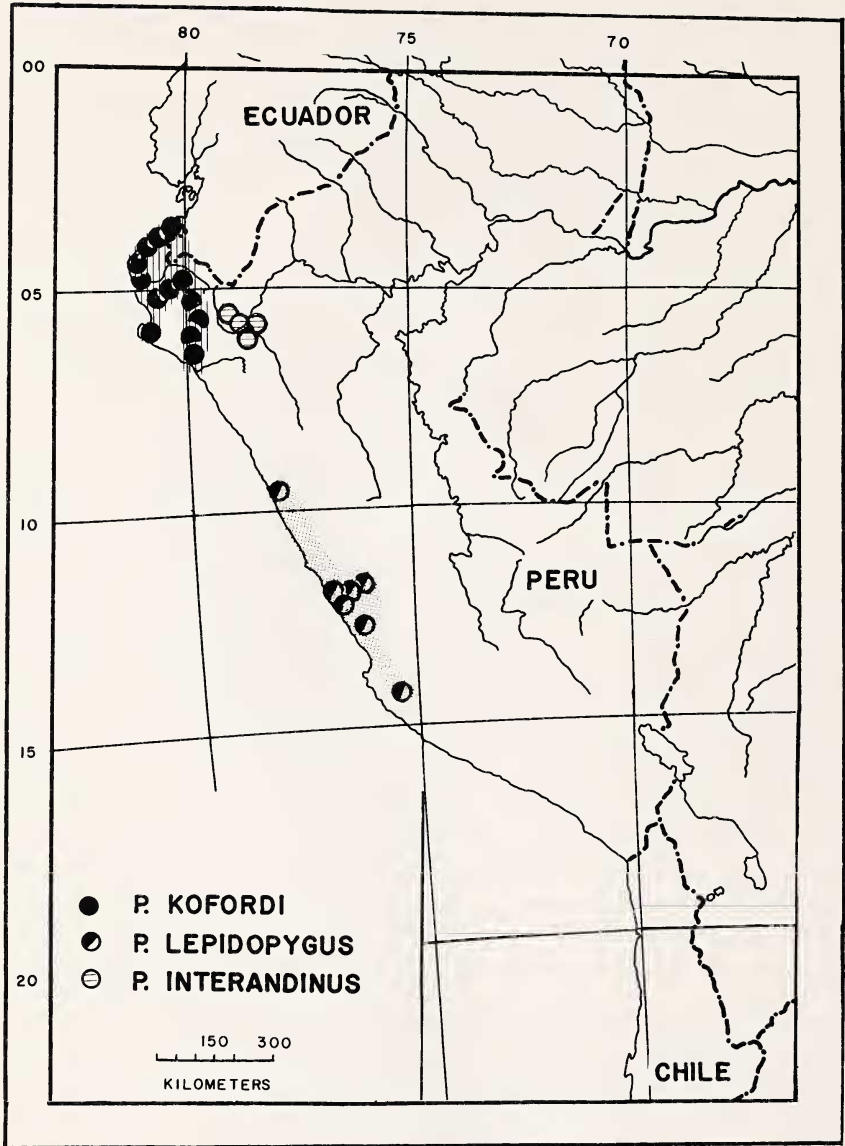 80 75 70
00
ECUADOR
05
10
PERU
15
P. KOFORDI
P. LEPIDOPYGUS
20
P. INTERANDINUS
150 300
KILOMETERS
CHILE